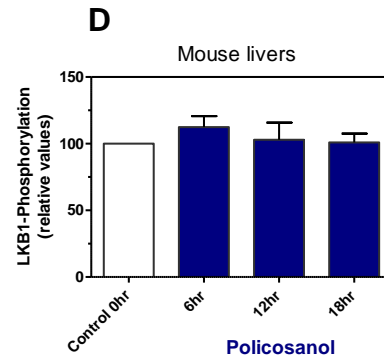 D
Mouse livers
LKB1-Phosphorylation
(relative values)
150
100
50
0
Control 0hr
6hr
12hr
18hr
Policosanol